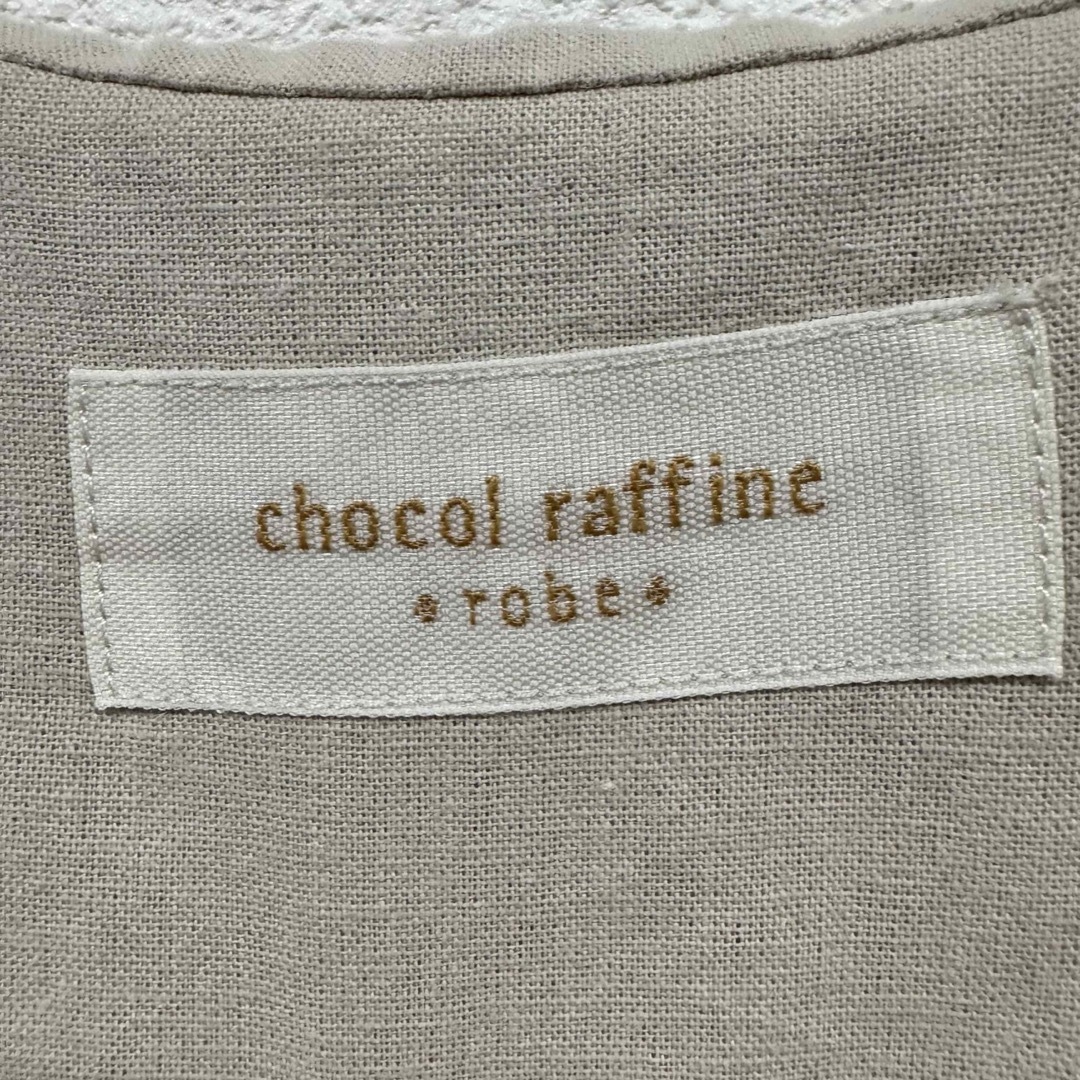 chocol raffine
• robe •